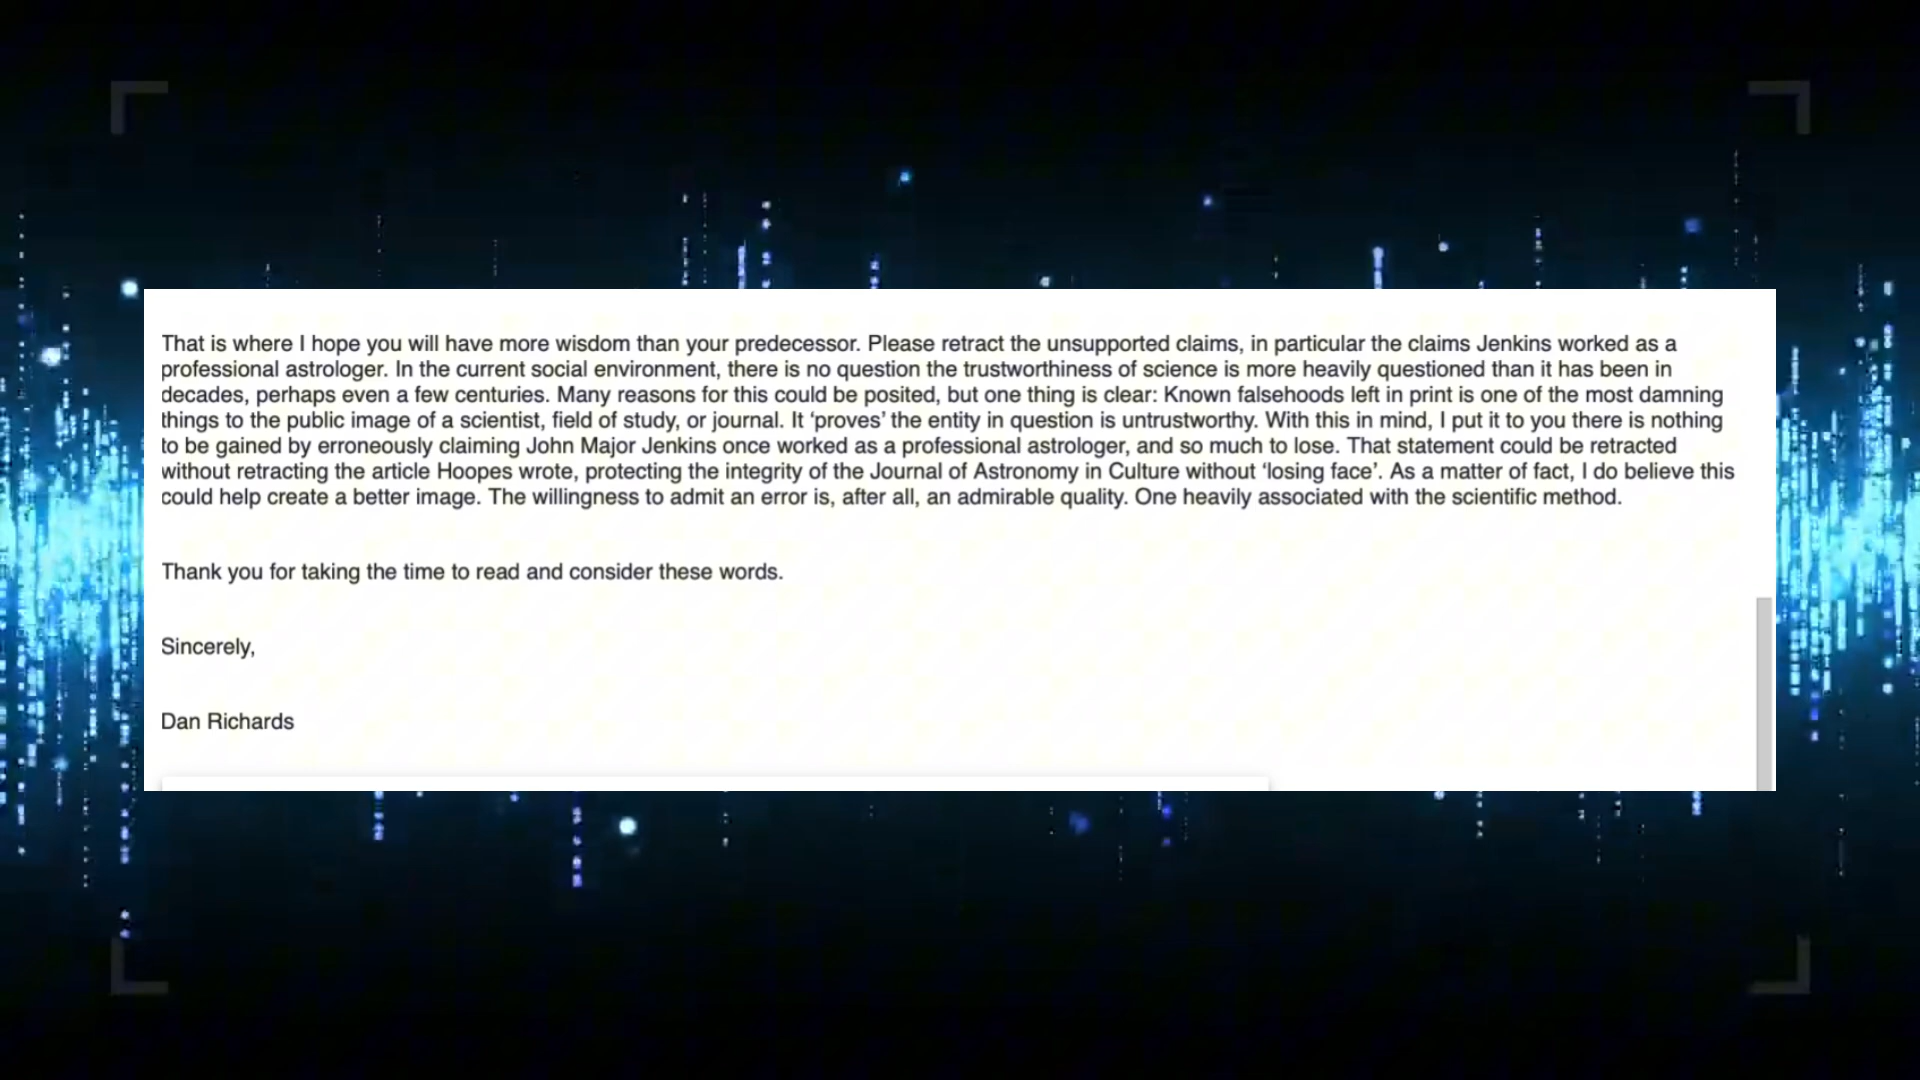 That is where I hope you will have more wisdom than your predecessor. Please retract the unsupported claims, in particular the claims Jenkins worked as a
professional astrologer. In the current social environment, there is no question the trustworthiness of science is more heavily questioned than it has been in
decades, perhaps even a few centuries. Many reasons for this could be posited, but one thing is clear: Known falsehoods left in print is one of the most damning
things to the public image of a scientist, field of study, or journal. It ‘proves’ the entity in question is untrustworthy. With this in mind, I put it to you there is nothing
to be gained by erroneously claiming John Major Jenkins once worked as a professional astrologer, and so much to lose. That statement could be retracted
without retracting the article Hoopes wrote, protecting the integrity of the Journal of Astronomy in Culture without ‘losing face’. As a matter of fact, I do believe this
could help create a better image. The willingness to admit an error is, after all, an admirable quality. One heavily associated with the scientific method.
Thank you for taking the time to read and consider these words.
Sincerely,
Dan Richards